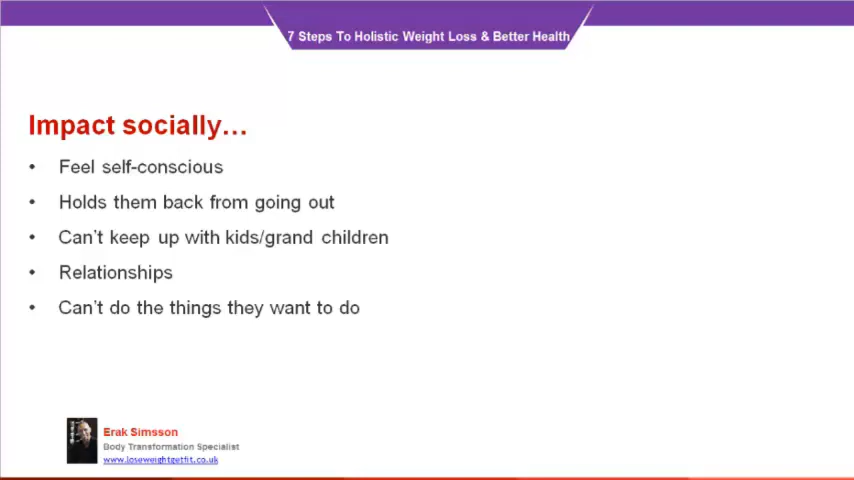 7 Steps To Holistic Weight Loss & Better Health
Impact socially…
• Feel self-conscious
• Holds them back from going out
• Can't keep up with kids/grand children
• Relationships
• Can't do the things they want to do
Erak Simsson
Body Transformation Specialist
www.loseweightgetfit.co.uk